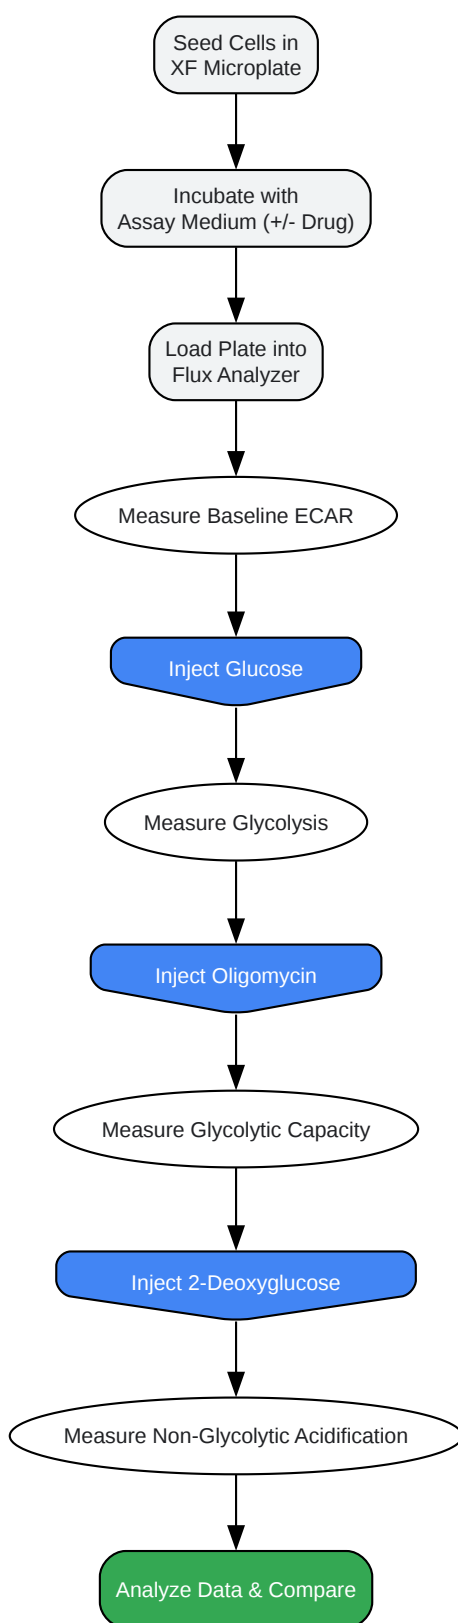 Seed Cells in
XF Microplate
Incubate with
Assay Medium (+/- Drug)
Load Plate into
Flux Analyzer
Measure Baseline ECAR
Inject Glucose
Measure Glycolysis
Inject Oligomycin
Measure Glycolytic Capacity
Inject 2-Deoxyglucose
Measure Non-Glycolytic Acidification
Analyze Data & Compare